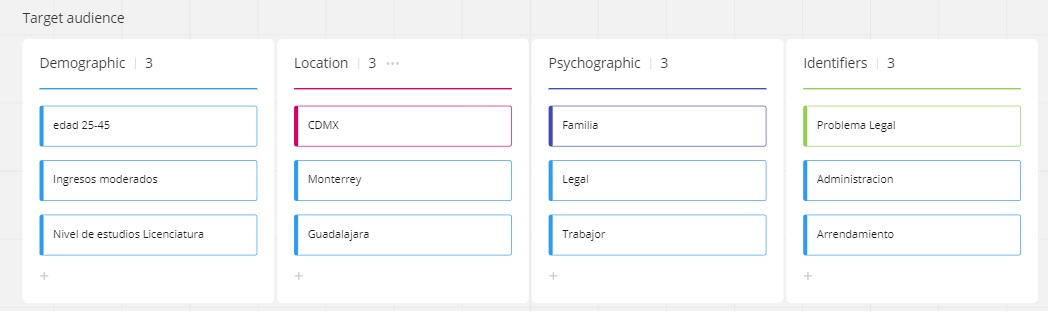 Target audience
Demographic | 3
edad 25-45
Ingresos moderados
Nivel de estudios Licenciatura
+
Location | 3 ···
CDMX
Monterrey
Guadalajara
+
Psychographic | 3
Familia
Legal
Trabajor
+
Identifiers | 3
Problema Legal
Administracion
Arrendamiento
+